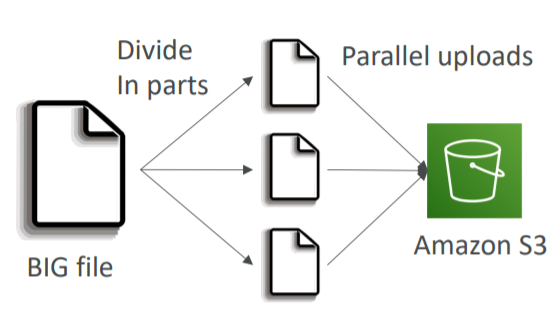 Divide
In parts
Parallel uploads
BIG file
Amazon S3